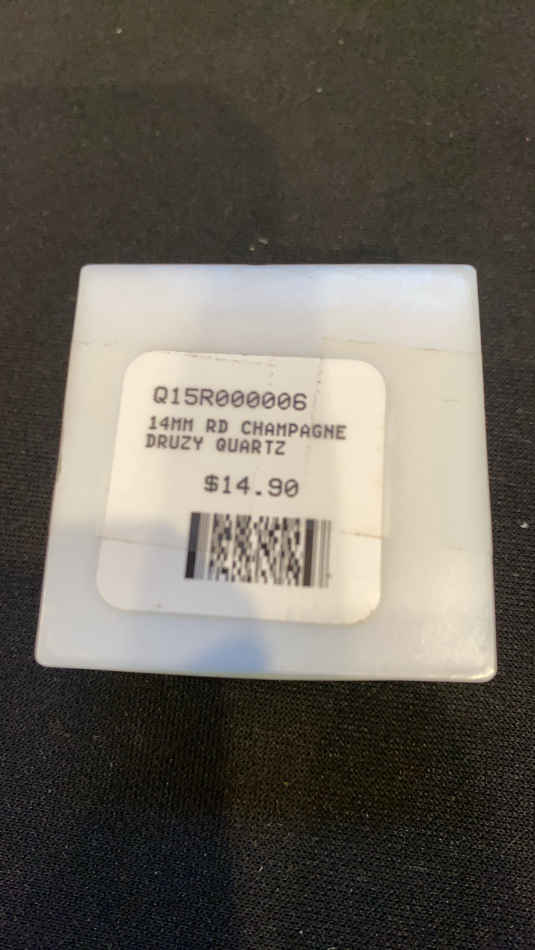 Q15R000006
14MM RD CHAMPAGNE
DRUZY QUARTZ
$14.90